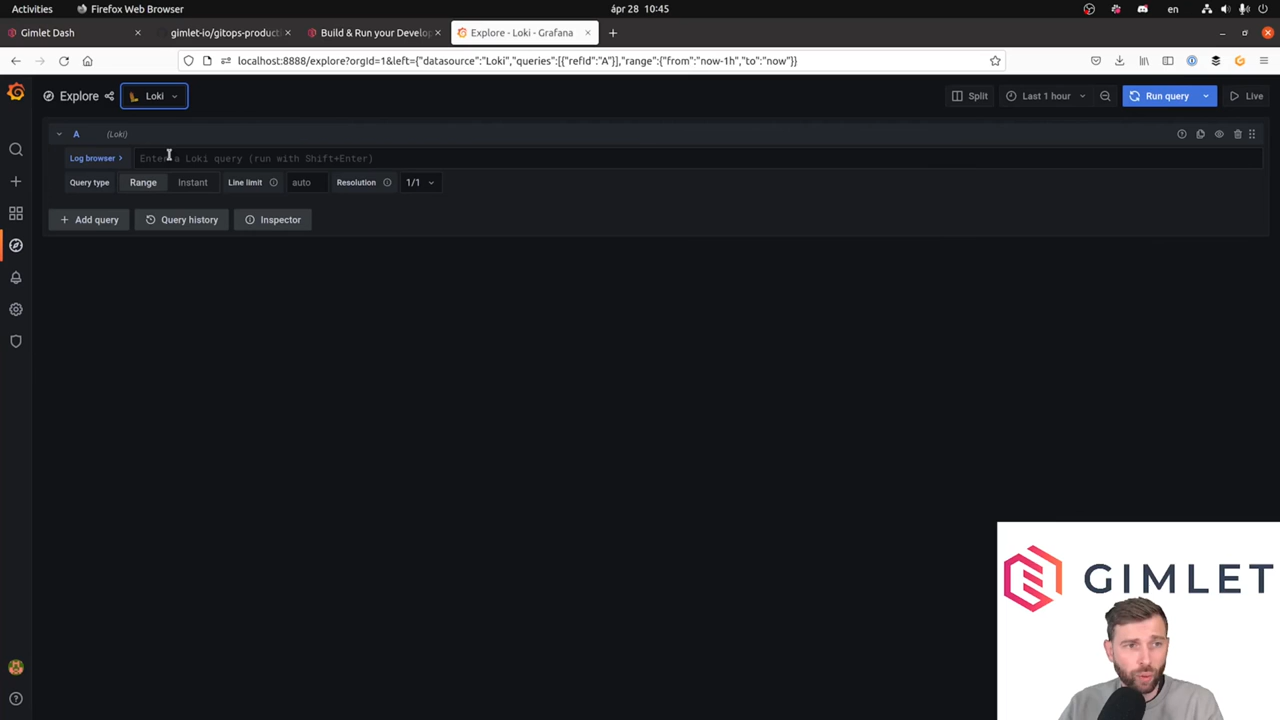 Activities
Firefox Web Browser
ápr 28 10:45
en
Gimlet Dash
gimlet-io/gitops-product
Build & Run your Develop
Explore - Loki - Grafana
localhost:8888/explore?orgId=1&left={"datasource":"Loki","queries":[{"refId":"A"}],"range":{"from":"now-1h","to":"now"}}
Explore
Loki
Split
Last 1 hour
Run query
Live
A
(Loki)
Log browser
Enter a Loki query (run with Shift+Enter)
Query type
Range
Instant
Line limit
auto
Resolution
1/1
Add query
Query history
Inspector
GIMLET